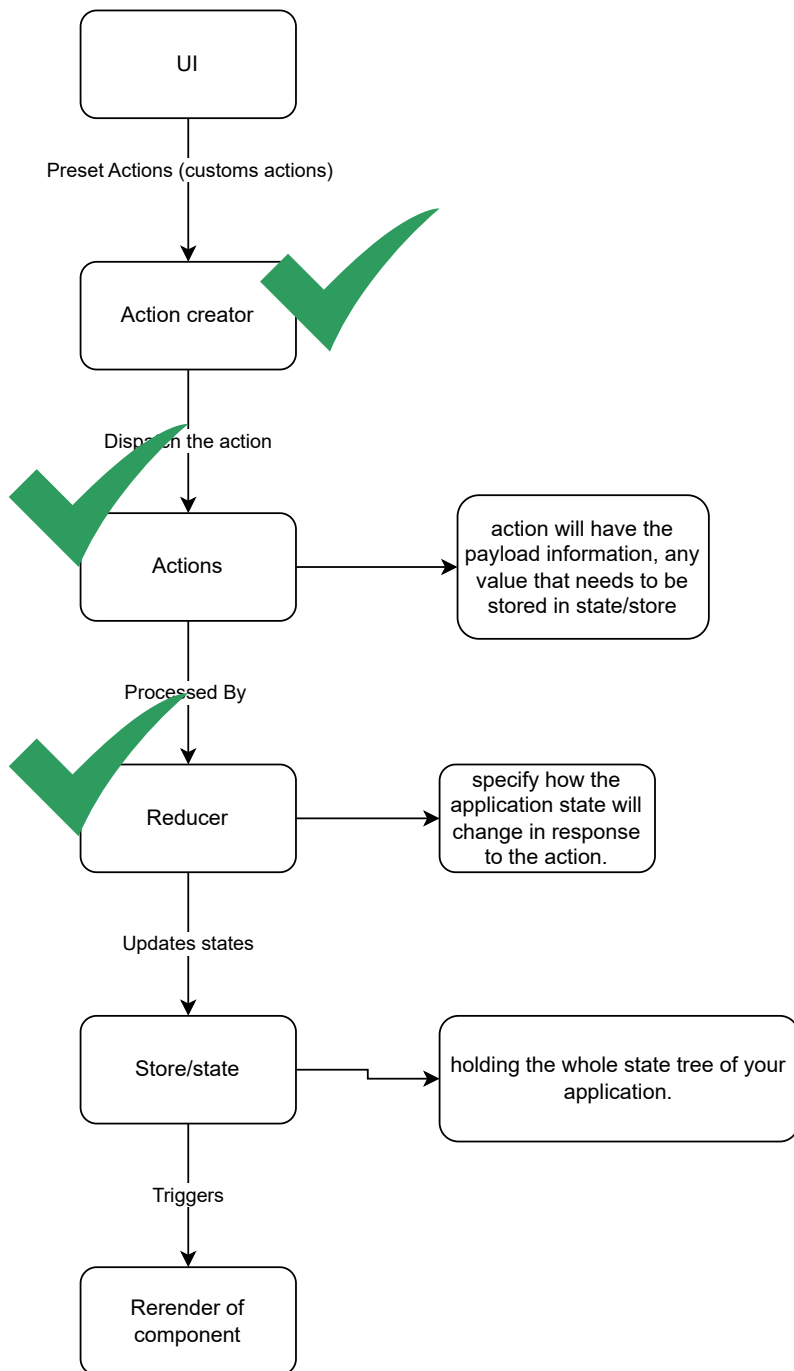 UI
Preset Actions (customs actions)
Action creator
Dispatch the action
Actions
action will have the
payload information, any
value that needs to be
stored in state/store
Processed By
Reducer
specify how the
application state will
change in response
to the action.
Updates states
Store/state
holding the whole state tree of your
application.
Triggers
Rerender of
component